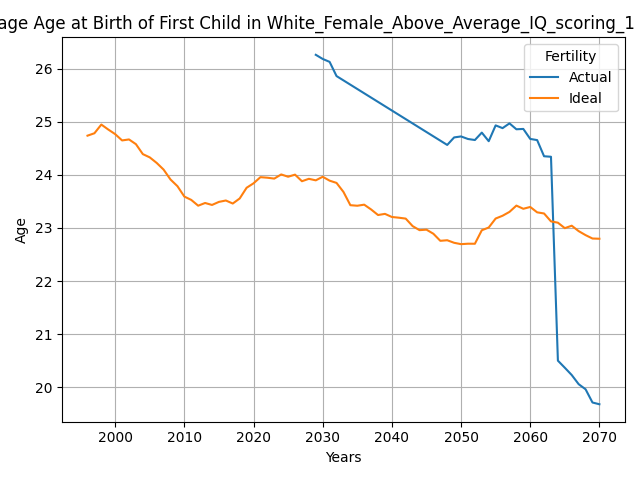 age Age at Birth of First Child in White_Female_Above_Average_IQ_scoring_1
Fertility
Actual
Ideal
26
25
24
23
22
21
20
Age
2000 2010 2020 2030 2040 2050 2060 2070
Years